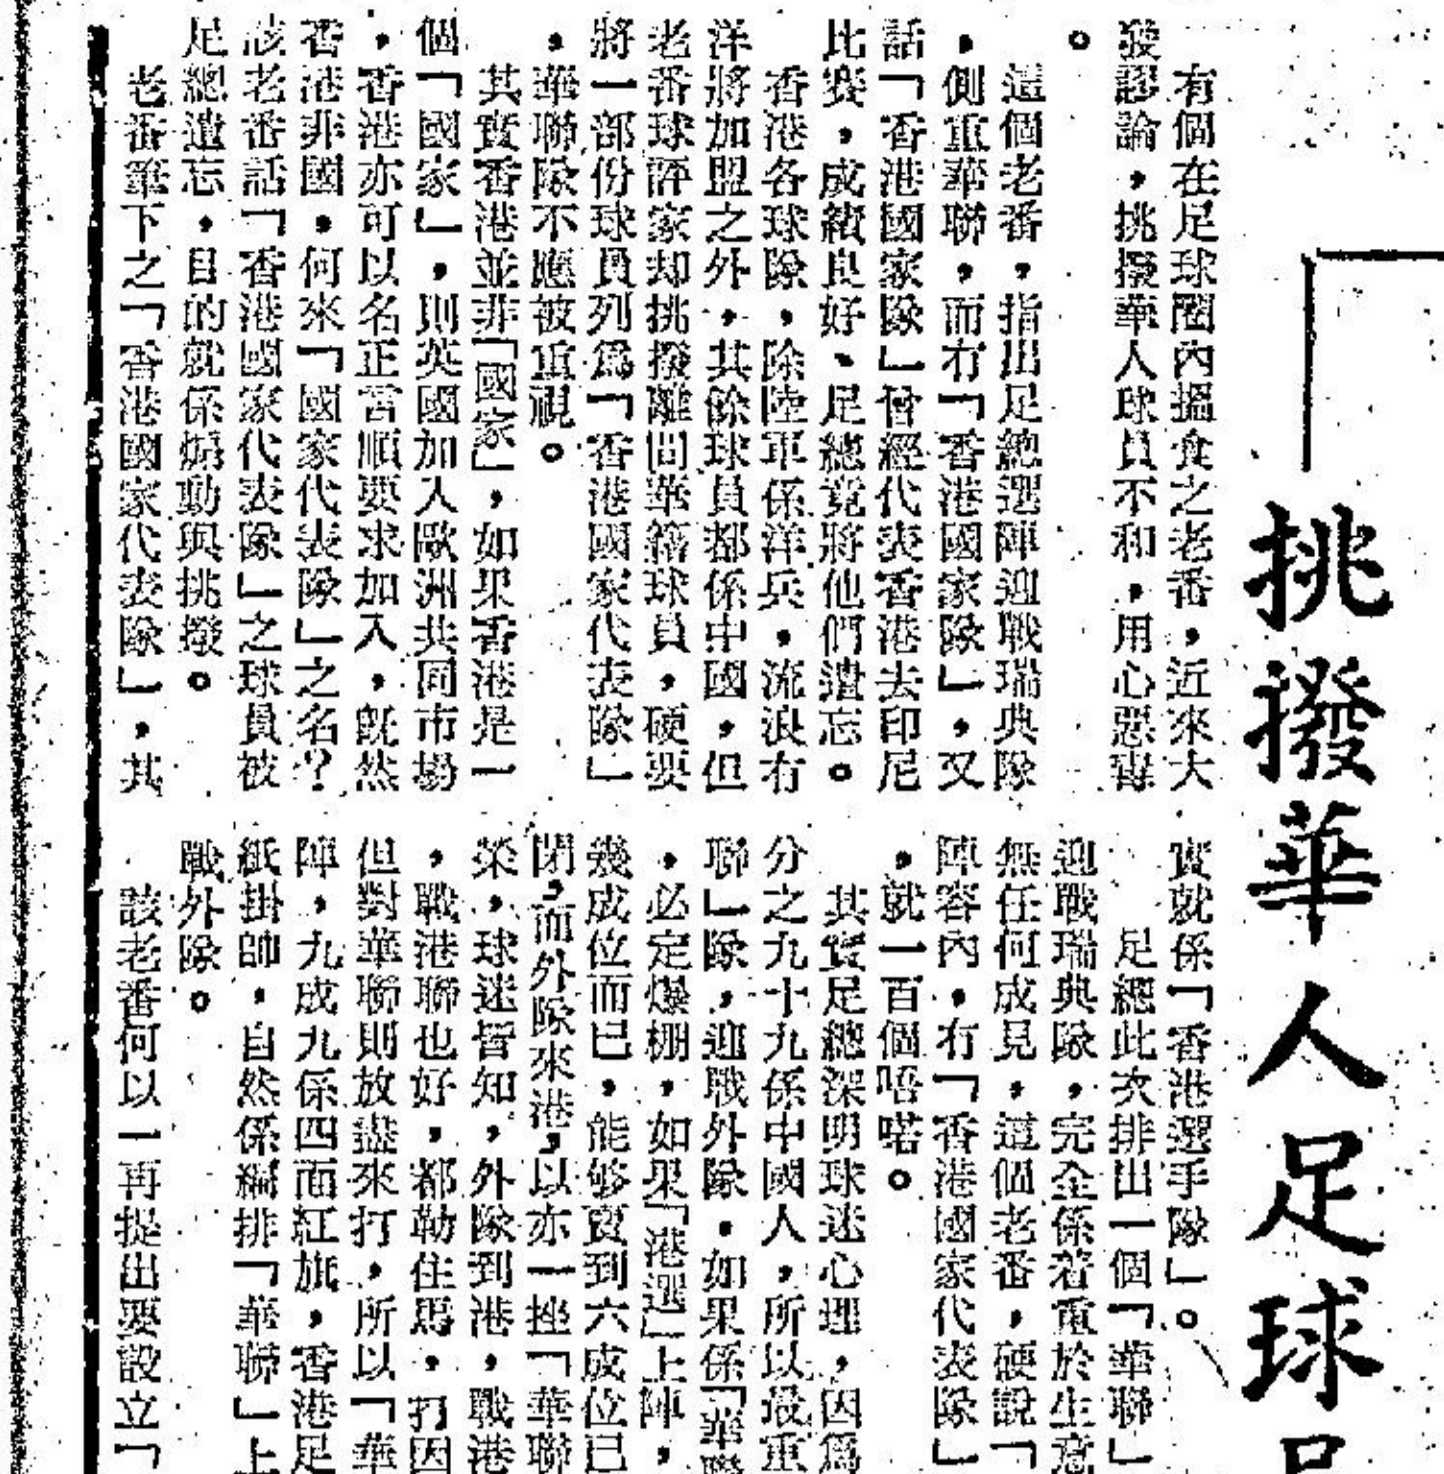 挑撥華人足球
有個在足球圈內搵食之老番，近來大
發謬論，挑撥華人球員不和，用心惡毒
。
這個老番，指出足總選陣迎戰瑞典隊
，側重華聯，而冇「香港國家隊」，又
話「香港國家隊」曾經代表香港去印尼
比賽，成績良好、足總竟將他們遺忘。
香港各球隊，除陸軍係洋兵，流浪有
洋將加盟之外，其餘球員都係中國，但
老番球評家却挑撥離間華籍球員，硬要
將一部份球員列爲「香港國家代表隊」
，華聯隊不應被重視。
其實香港並非「國家」，如果香港是一
個「國家」，則英國加入歐洲共同市場
，香港亦可以名正言順要求加入，旣然
香港非國，何來「國家代表隊」之名？
該老番話「香港國家代表隊」之球員被
足總遺忘，目的就係煽動與挑撥。
老番筆下之「香港國家代表隊」，其
實就係「香港選手隊」。
足總此次排出一個「華聯」
迎戰瑞典隊，完全係着重於生意
無任何成見，這個老番，硬說「
陣容內，冇「香港國家代表隊」
，就一百個唔啱。
其實足總深明球迷心理，因爲
分之九十九係中國人，所以最重
聯」隊，迎戰外隊。如果係「華聯
，必定爆棚，如果「港選」上陣，
幾成位而已，能够賣到六成位已
閉，而外隊來港，以亦一挫「華聯
榮，球迷皆知，外隊到港，戰港
，戰港聯也好，都勒住馬，打因
但對華聯則放盡來打，所以「華
陣，九成九係四面紅旗，香港足
紙掛帥，自然係編排「華聯」上
戰外隊。
該老番何以一再提出要設立「